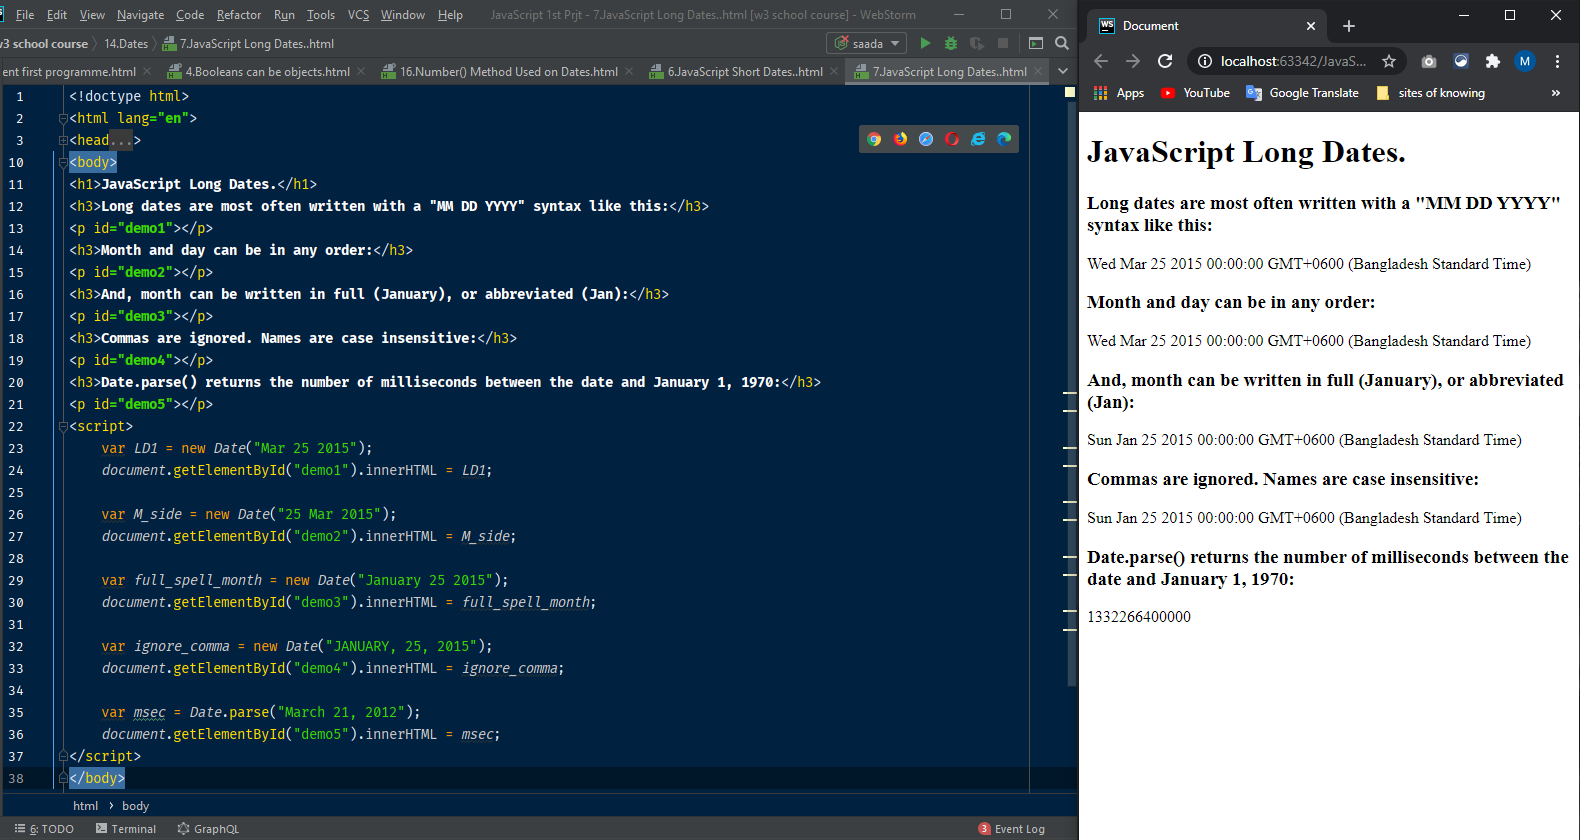 File Edit View Navigate Code Refactor Run Tools VCS Window Help JavaScript 1st Prjt - 7.JavaScript Long Dates..html [w3 school course] - WebStorm
w3 school course 14.Dates 7.JavaScript Long Dates..html saada
ent first programme.html 4.Booleans can be objects.html 16.Number() Method Used on Dates.html 6.JavaScript Short Dates..html 7.JavaScript Long Dates..html
1 <!doctype html>
2 <html lang="en">
3 <head...>
10 <body>
11 <h1>JavaScript Long Dates.</h1>
12 <h3>Long dates are most often written with a "MM DD YYYY" syntax like this:</h3>
13 <p id="demo1"></p>
14 <h3>Month and day can be in any order:</h3>
15 <p id="demo2"></p>
16 <h3>And, month can be written in full (January), or abbreviated (Jan):</h3>
17 <p id="demo3"></p>
18 <h3>Commas are ignored. Names are case insensitive:</h3>
19 <p id="demo4"></p>
20 <h3>Date.parse() returns the number of milliseconds between the date and January 1, 1970:</h3>
21 <p id="demo5"></p>
22 <script>
23 var LD1 = new Date("Mar 25 2015");
24 document.getElementById("demo1").innerHTML = LD1;
25
26 var M_side = new Date("25 Mar 2015");
27 document.getElementById("demo2").innerHTML = M_side;
28
29 var full_spell_month = new Date("January 25 2015");
30 document.getElementById("demo3").innerHTML = full_spell_month;
31
32 var ignore_comma = new Date("JANUARY, 25, 2015");
33 document.getElementById("demo4").innerHTML = ignore_comma;
34
35 var msec = Date.parse("March 21, 2012");
36 document.getElementById("demo5").innerHTML = msec;
37 </script>
38 </body>
html › body
6: TODO Terminal GraphQL 3 Event Log
WS Document
localhost:63342/JavaS... M
Apps YouTube Google Translate sites of knowing »
JavaScript Long Dates.
Long dates are most often written with a "MM DD YYYY"
syntax like this:
Wed Mar 25 2015 00:00:00 GMT+0600 (Bangladesh Standard Time)
Month and day can be in any order:
Wed Mar 25 2015 00:00:00 GMT+0600 (Bangladesh Standard Time)
And, month can be written in full (January), or abbreviated
(Jan):
Sun Jan 25 2015 00:00:00 GMT+0600 (Bangladesh Standard Time)
Commas are ignored. Names are case insensitive:
Sun Jan 25 2015 00:00:00 GMT+0600 (Bangladesh Standard Time)
Date.parse() returns the number of milliseconds between the
date and January 1, 1970:
1332266400000